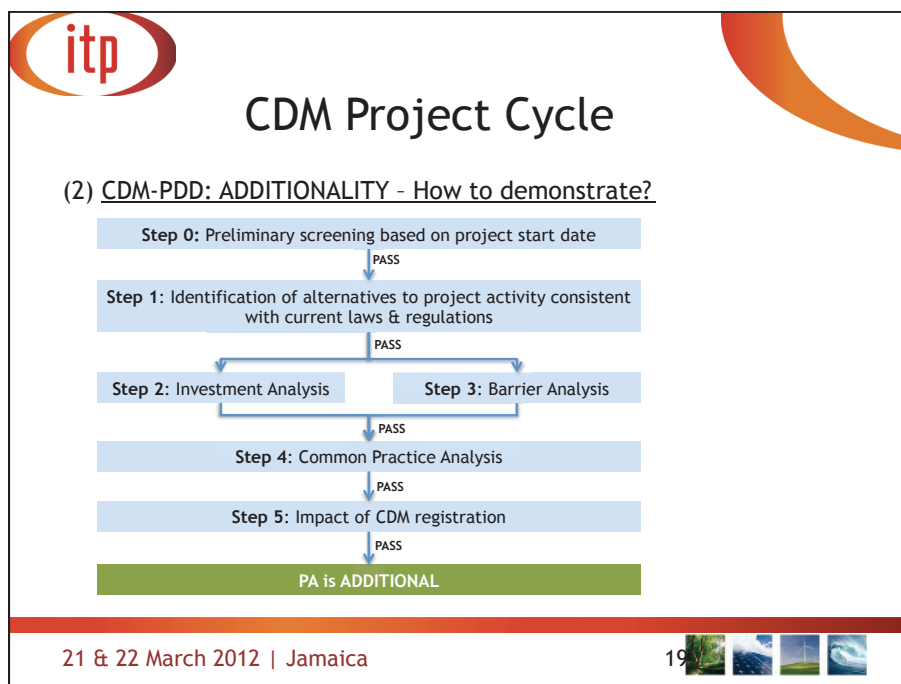 itp
CDM Project Cycle
(2) CDM-PDD: ADDITIONALITY – How to demonstrate?
Step 0: Preliminary screening based on project start date
PASS
Step 1: Identification of alternatives to project activity consistent
with current laws & regulations
PASS
Step 2: Investment Analysis
Step 3: Barrier Analysis
PASS
Step 4: Common Practice Analysis
PASS
Step 5: Impact of CDM registration
PASS
PA is ADDITIONAL
21 & 22 March 2012 | Jamaica
19